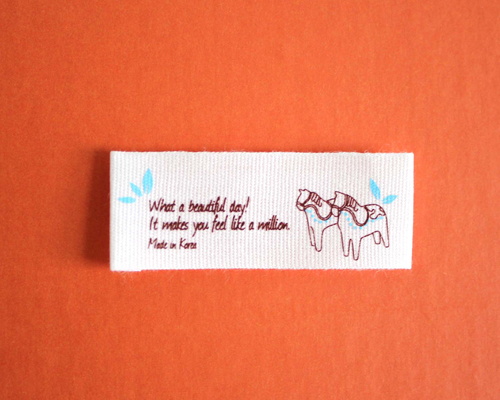 What a beautiful day!
It makes you feel like a million.
Made in Korea